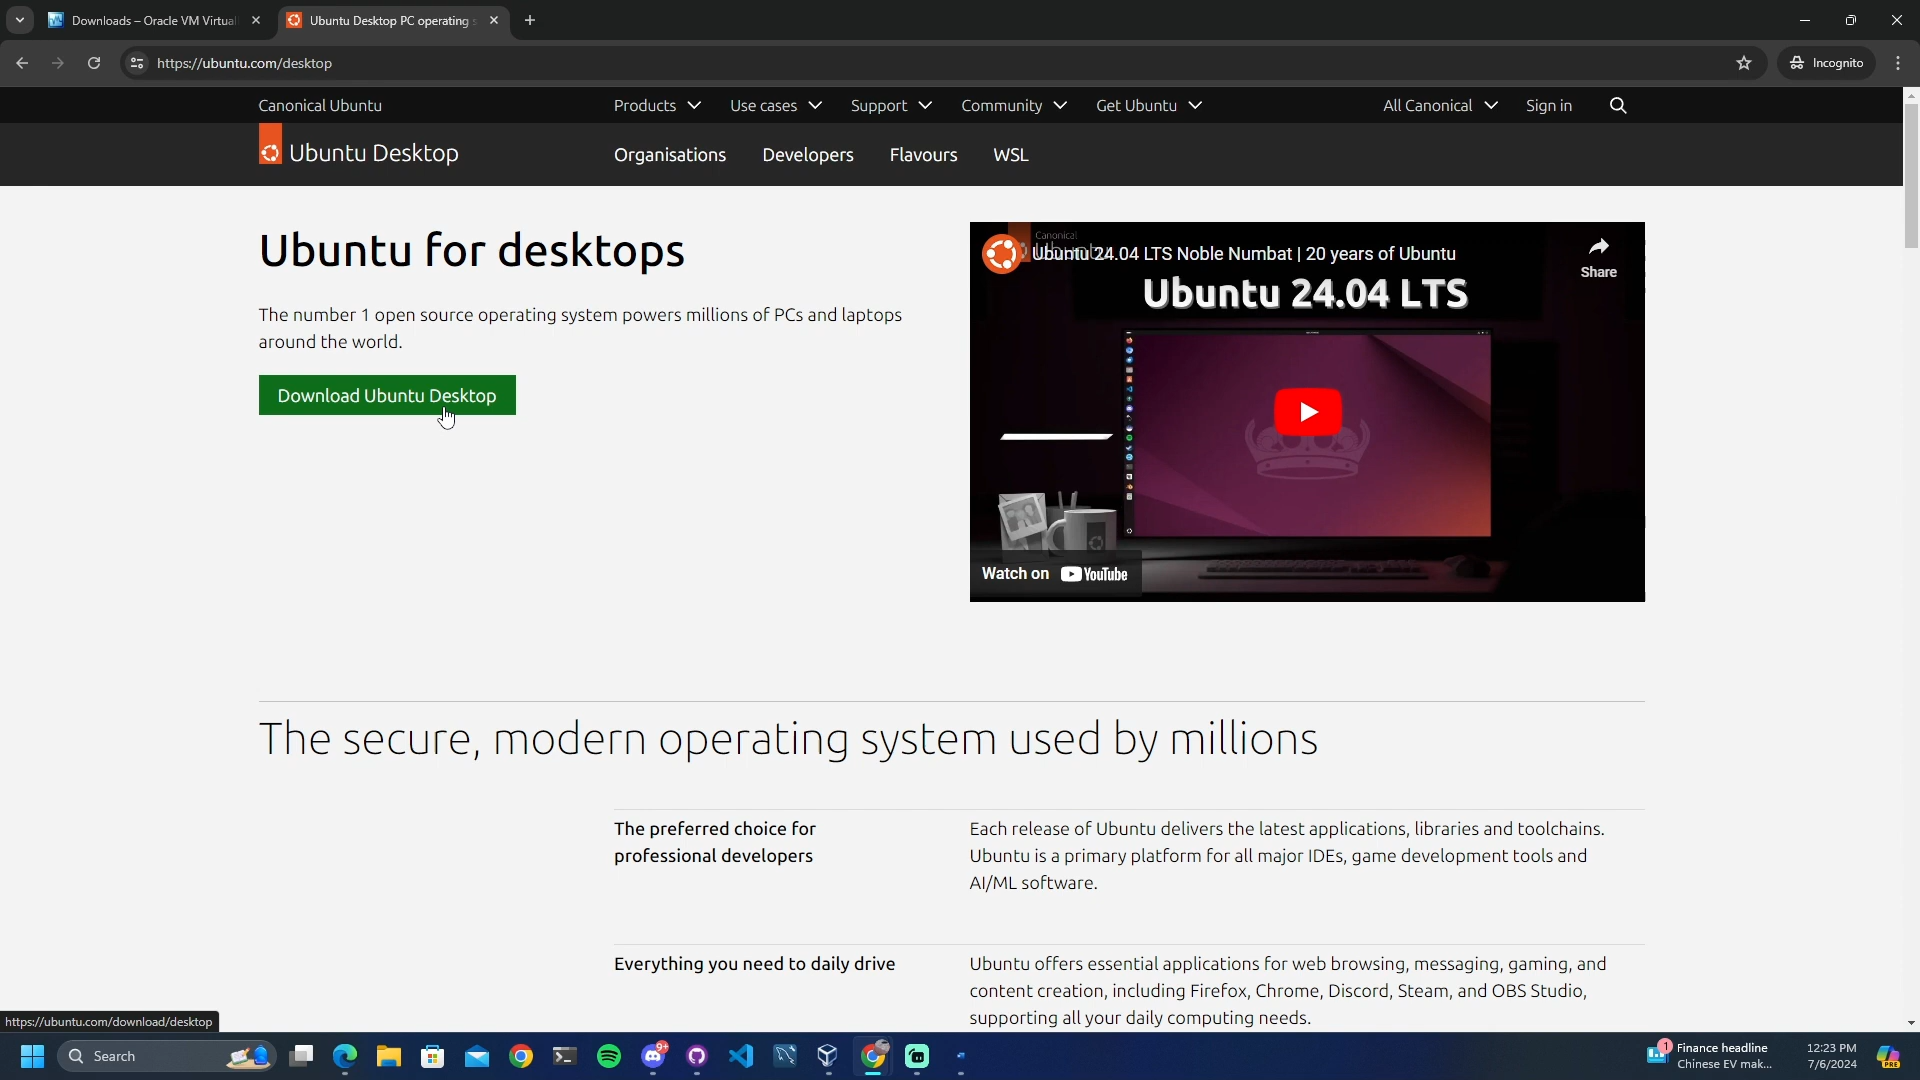 Downloads – Oracle VM Virtual
Ubuntu Desktop PC operating s
https://ubuntu.com/desktop
Incognito
Canonical Ubuntu
Products
Use cases
Support
Community
Get Ubuntu
All Canonical
Sign in
Ubuntu Desktop
Organisations
Developers
Flavours
WSL
Ubuntu for desktops
The number 1 open source operating system powers millions of PCs and laptops
around the world.
Download Ubuntu Desktop
Canonical
Ubuntu
Ubuntu 24.04 LTS Noble Numbat | 20 years of Ubuntu
Share
Ubuntu 24.04 LTS
Watch on YouTube
The secure, modern operating system used by millions
The preferred choice for
professional developers
Each release of Ubuntu delivers the latest applications, libraries and toolchains.
Ubuntu is a primary platform for all major IDEs, game development tools and
AI/ML software.
Everything you need to daily drive
Ubuntu offers essential applications for web browsing, messaging, gaming, and
content creation, including Firefox, Chrome, Discord, Steam, and OBS Studio,
supporting all your daily computing needs.
https://ubuntu.com/download/desktop
Search
9+
1
Finance headline
Chinese EV mak...
12:23 PM
7/6/2024
PRE